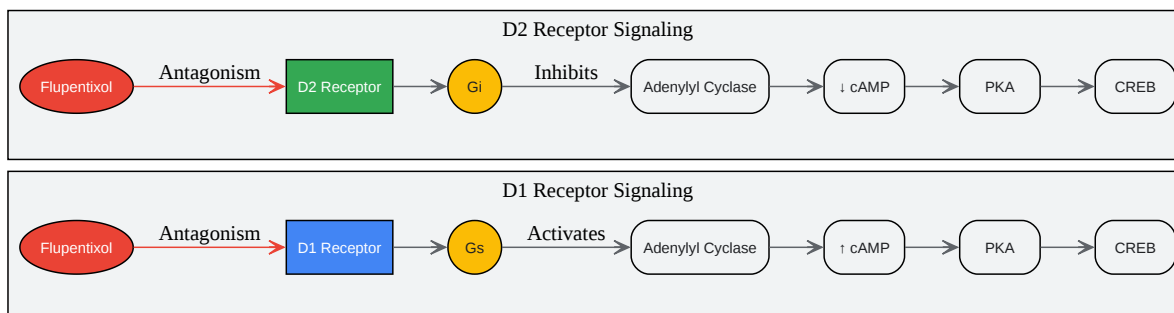 D2 Receptor Signaling
Flupentixol
Antagonism
D2 Receptor
Gi
Inhibits
Adenylyl Cyclase
↓ cAMP
PKA
CREB
D1 Receptor Signaling
Flupentixol
Antagonism
D1 Receptor
Gs
Activates
Adenylyl Cyclase
↑ cAMP
PKA
CREB